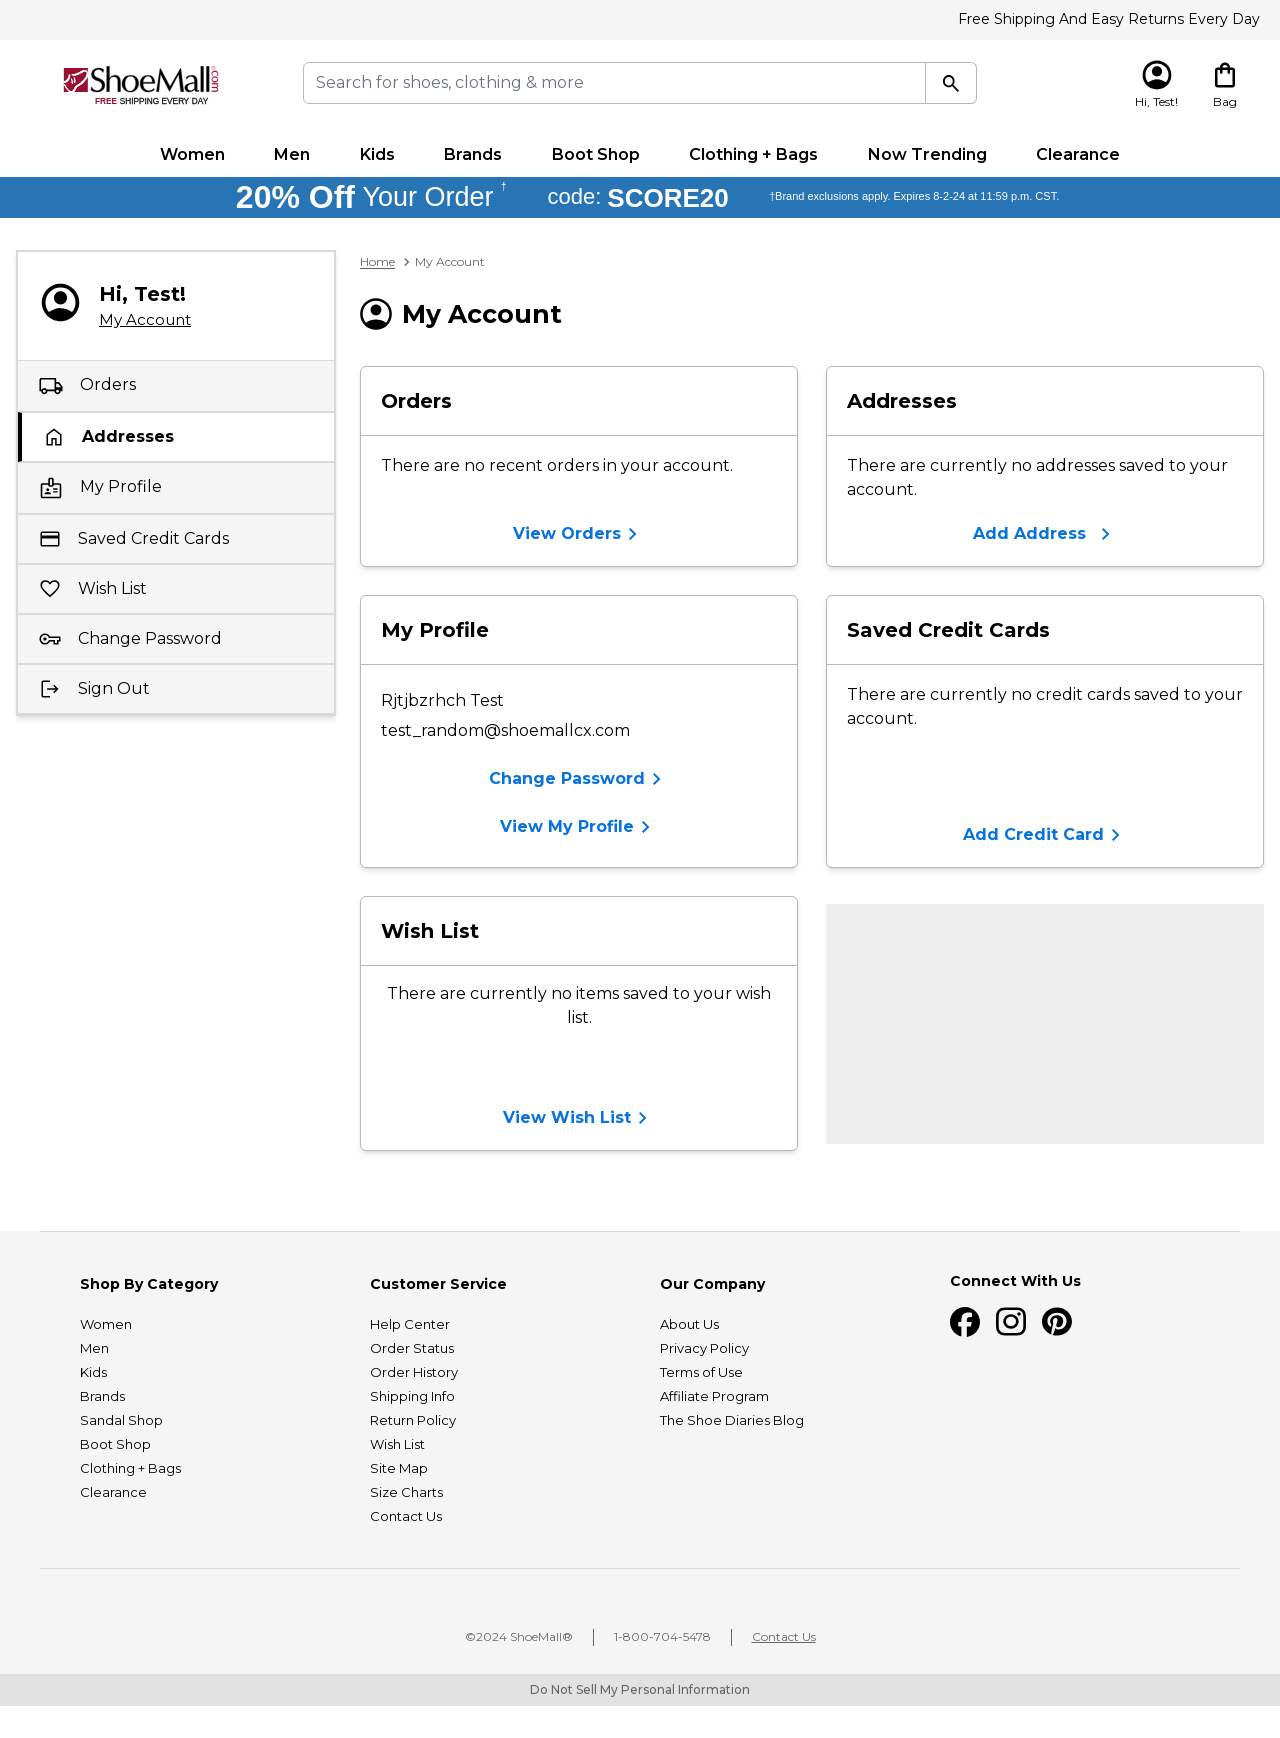 Free Shipping And Easy Returns Every Day
ShoeMall.com
FREE SHIPPING EVERY DAY
Search for shoes, clothing & more
Hi, Test!
Bag
Women Men Kids Brands Boot Shop Clothing + Bags Now Trending Clearance
20% Off Your Order † code: SCORE20 †Brand exclusions apply. Expires 8-2-24 at 11:59 p.m. CST.
Hi, Test!
My Account
Orders
Addresses
My Profile
Saved Credit Cards
Wish List
Change Password
Sign Out
Home > My Account
My Account
Orders
There are no recent orders in your account.
View Orders
Addresses
There are currently no addresses saved to your
account.
Add Address
My Profile
Rjtjbzrhch Test
test_random@shoemallcx.com
Change Password
View My Profile
Saved Credit Cards
There are currently no credit cards saved to your
account.
Add Credit Card
Wish List
There are currently no items saved to your wish
list.
View Wish List
Shop By Category
Women
Men
Kids
Brands
Sandal Shop
Boot Shop
Clothing + Bags
Clearance
Customer Service
Help Center
Order Status
Order History
Shipping Info
Return Policy
Wish List
Site Map
Size Charts
Contact Us
Our Company
About Us
Privacy Policy
Terms of Use
Affiliate Program
The Shoe Diaries Blog
Connect With Us
©2024 ShoeMall® 1-800-704-5478 Contact Us
Do Not Sell My Personal Information